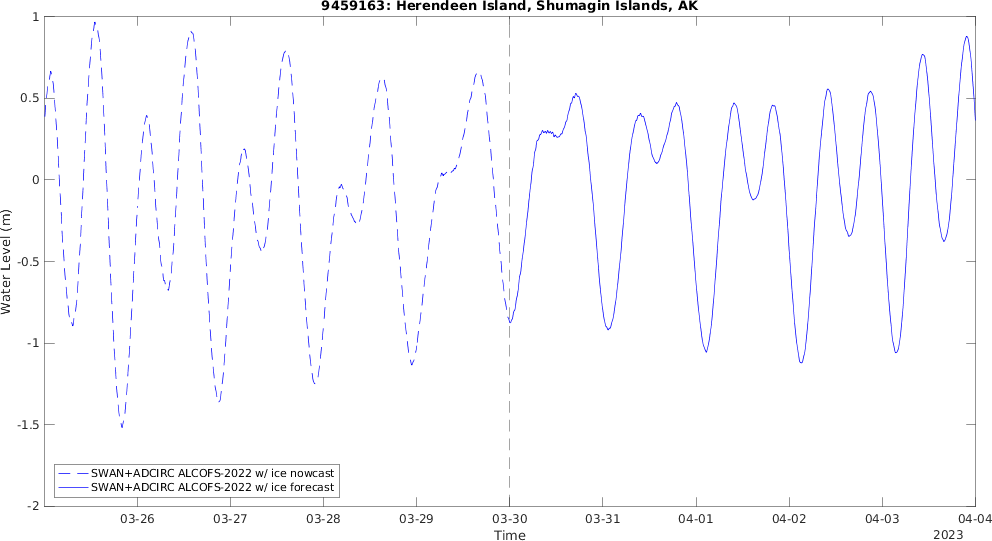 9459163: Herendeen Island, Shumagin Islands, AK
Water Level (m)
1
0.5
0
-0.5
-1
-1.5
-2
SWAN+ADCIRC ALCOFS-2022 w/ ice nowcast
SWAN+ADCIRC ALCOFS-2022 w/ ice forecast
03-26 03-27 03-28 03-29 03-30 03-31 04-01 04-02 04-03 04-04
Time
2023